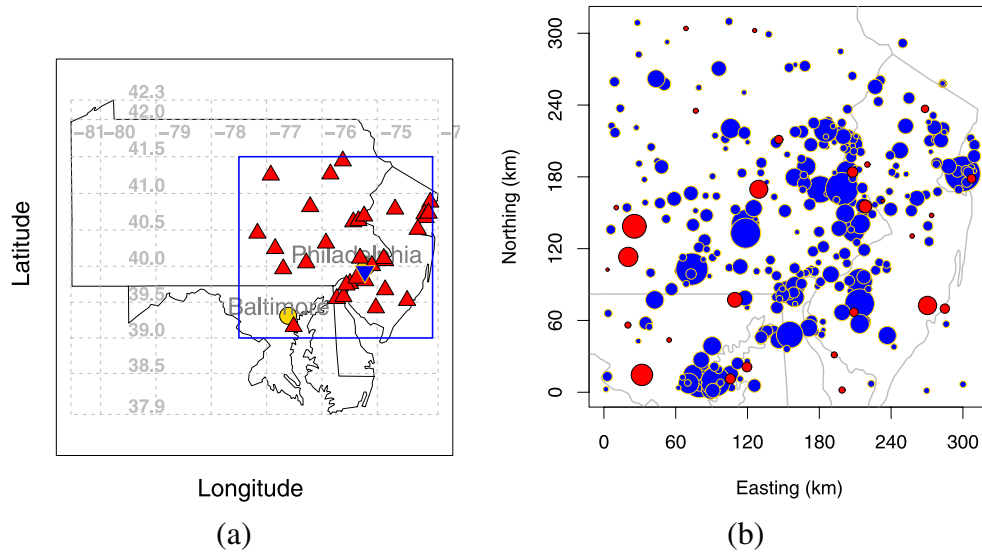 42.3
42.0
−81
−80
−79
−78
−77
−76
−75
−7
41.5
41.0
40.5
40.0
39.5
39.0
38.5
37.9
Philadelphia
Baltimore
Latitude
Longitude
(a)
300
240
180
120
60
0
Northing (km)
0 60 120 180 240 300
Easting (km)
(b)